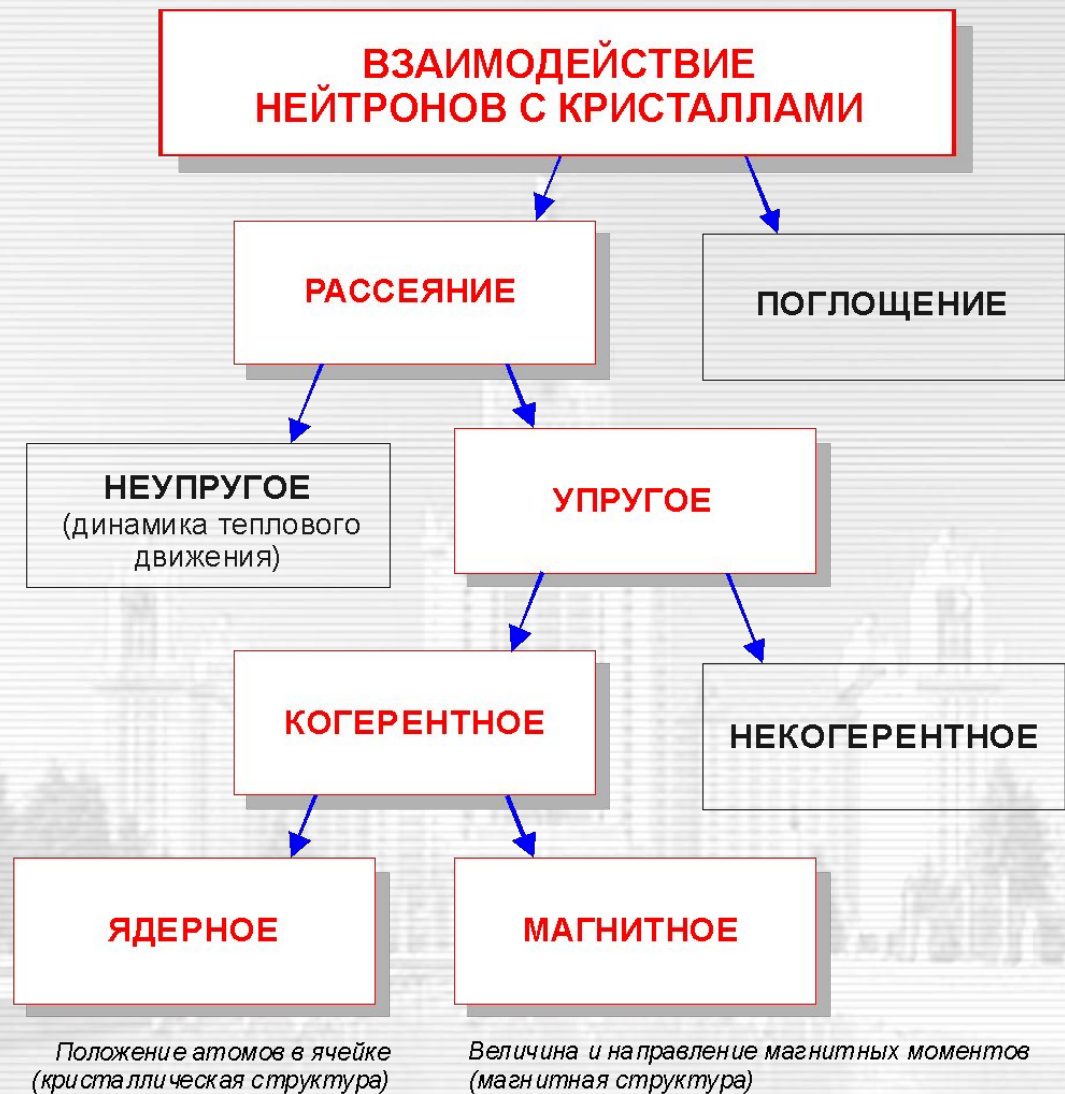 ВЗАИМОДЕЙСТВИЕ
НЕЙТРОНОВ С КРИСТАЛЛАМИ
РАССЕЯНИЕ
ПОГЛОЩЕНИЕ
НЕУПРУГОЕ
(динамика теплового
движения)
УПРУГОЕ
КОГЕРЕНТНОЕ
НЕКОГЕРЕНТНОЕ
ЯДЕРНОЕ
МАГНИТНОЕ
Положение атомов в ячейке
(кристаллическая структура)
Величина и направление магнитных моментов
(магнитная структура)